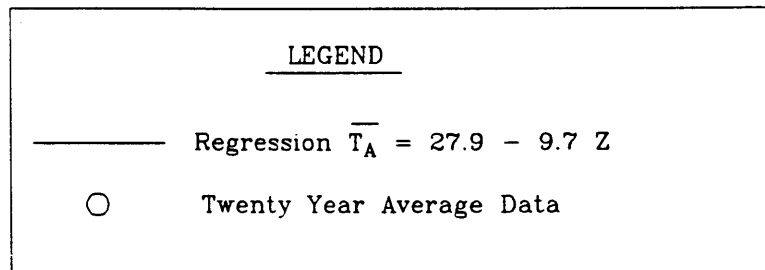 LEGEND
Regression T̅A̅ = 27.9 - 9.7 Z
Twenty Year Average Data